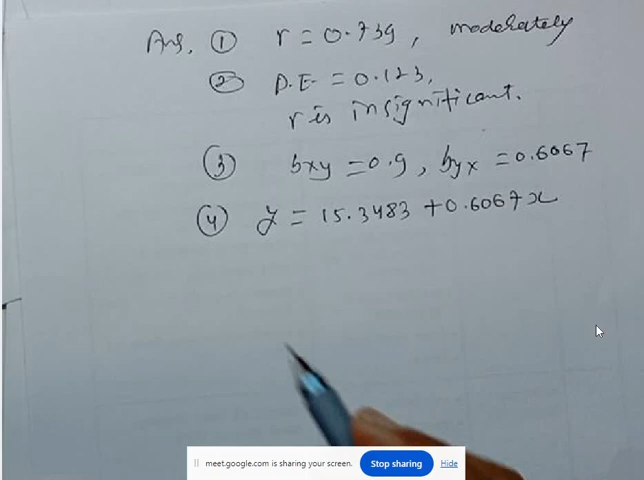 Ans. ① r = 0.739, moderately
② P.E. = 0.123,
r is insignificant.
③ bxy = 0.9, byx = 0.6067
④ y = 15.3483 + 0.6067x
meet.google.com is sharing your screen. Stop sharing Hide